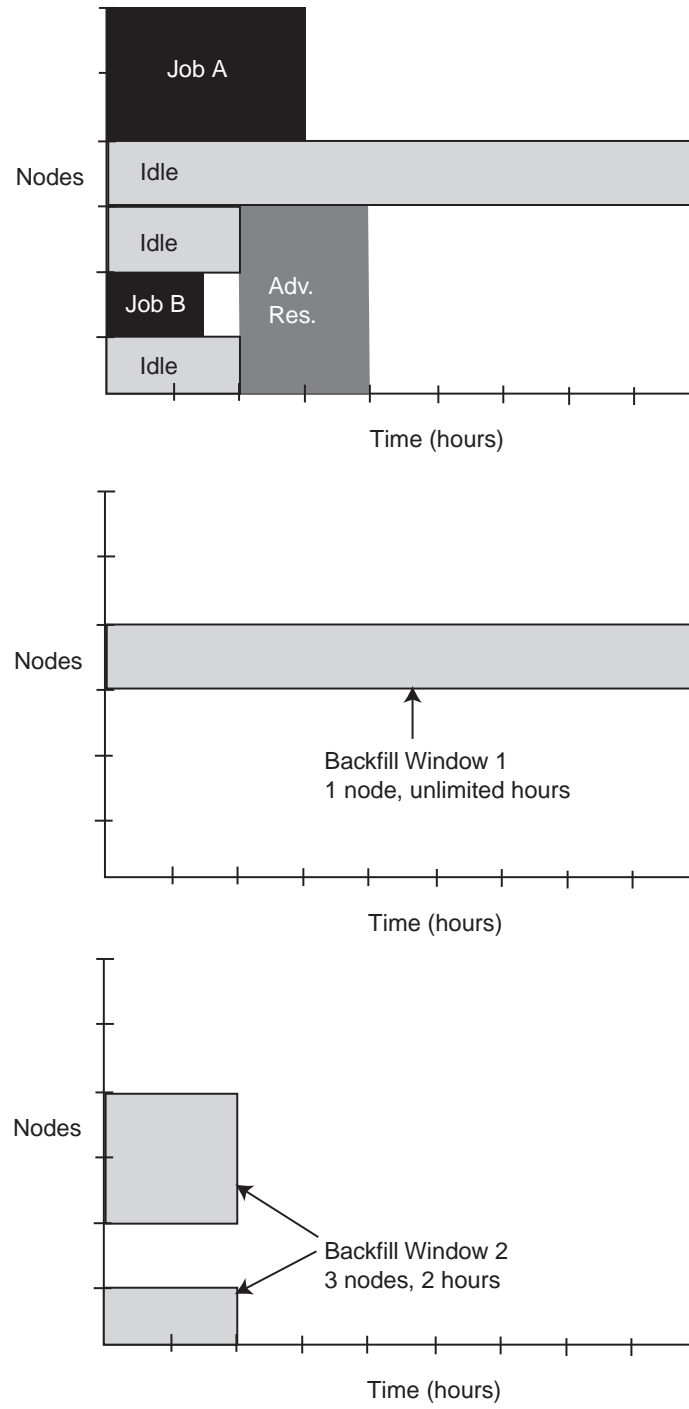 Job A
Nodes
Idle
Idle
Adv.
Res.
Job B
Idle
Time (hours)
Nodes
Backfill Window 1
1 node, unlimited hours
Time (hours)
Nodes
Backfill Window 2
3 nodes, 2 hours
Time (hours)